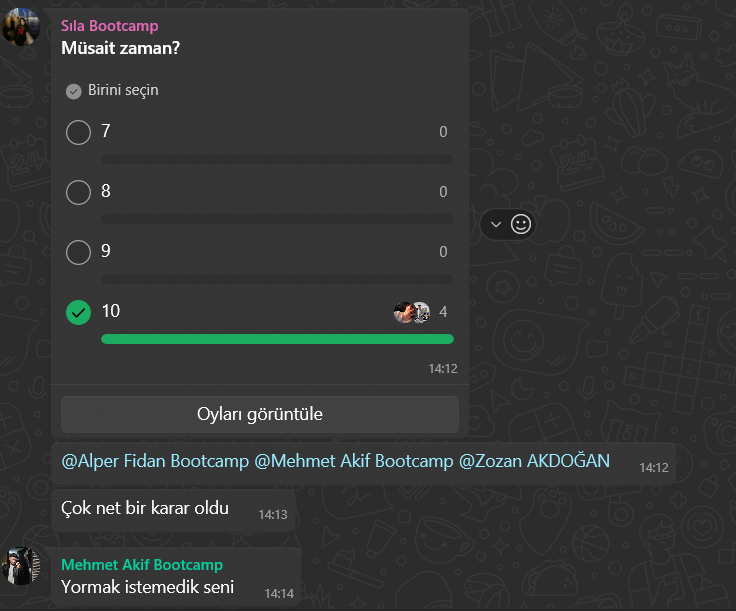 Sıla Bootcamp
Müsait zaman?
Birini seçin
7 0
8 0
9 0
10 4
14:12
Oyları görüntüle
@Alper Fidan Bootcamp @Mehmet Akif Bootcamp @Zozan AKDOĞAN 14:12
Çok net bir karar oldu 14:13
Mehmet Akif Bootcamp
Yormak istemedik seni 14:14